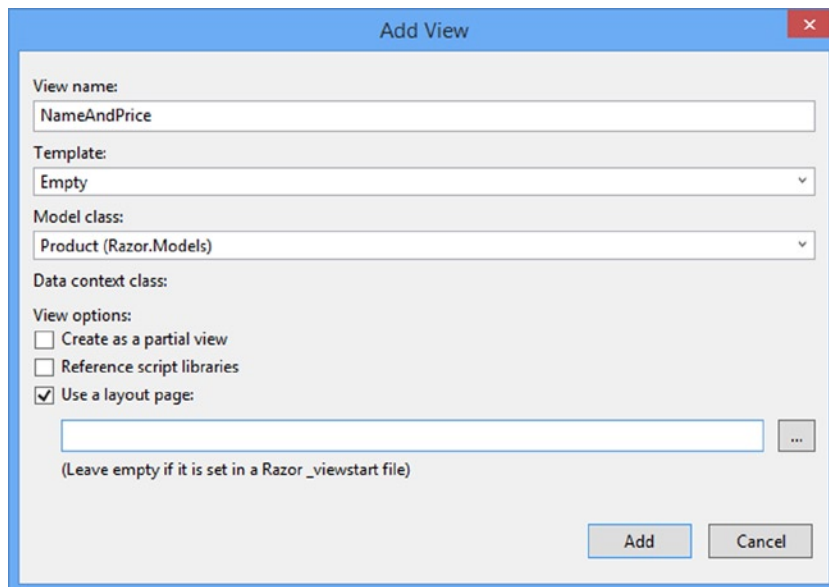 Add View
View name:
NameAndPrice
Template:
Empty
Model class:
Product (Razor.Models)
Data context class:
View options:
Create as a partial view
Reference script libraries
Use a layout page:
...
(Leave empty if it is set in a Razor _viewstart file)
Add Cancel